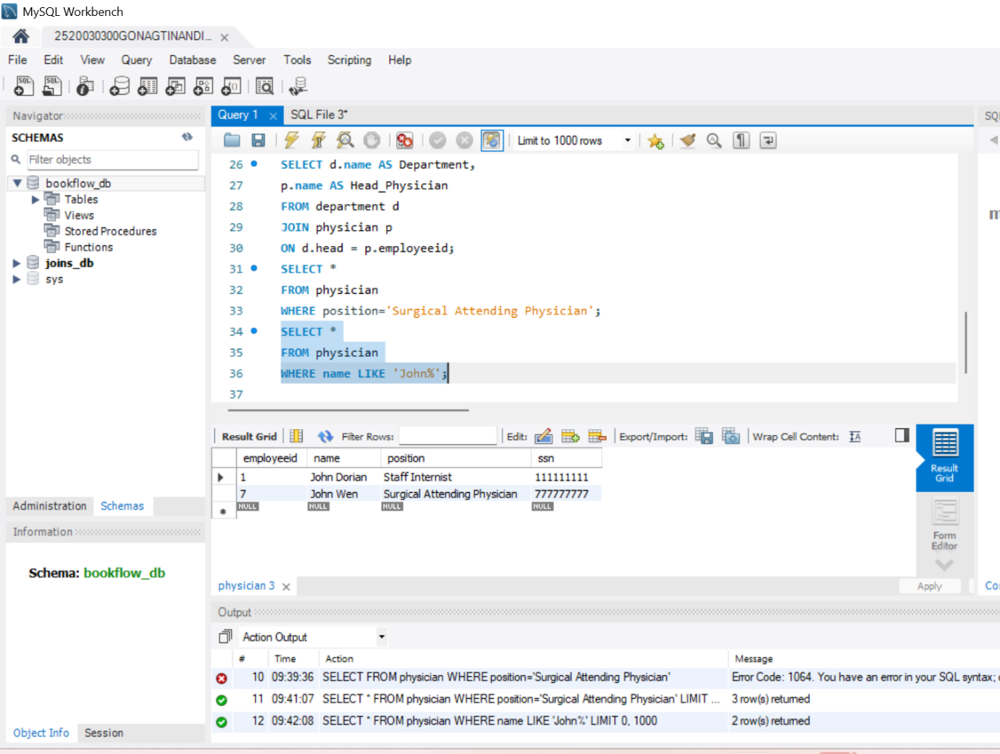 MySQL Workbench
2520030300GONAGTINANDI...
File Edit View Query Database Server Tools Scripting Help
Navigator
SCHEMAS
Filter objects
bookflow_db
Tables
Views
Stored Procedures
Functions
joins_db
sys
Administration Schemas
Information
Schema: bookflow_db
Object Info Session
Query 1 SQL File 3*
Limit to 1000 rows
26 SELECT d.name AS Department,
27 p.name AS Head_Physician
28 FROM department d
29 JOIN physician p
30 ON d.head = p.employeeid;
31 SELECT *
32 FROM physician
33 WHERE position='Surgical Attending Physician';
34 SELECT *
35 FROM physician
36 WHERE name LIKE 'John%';
37
Result Grid Filter Rows: Edit: Export/Import: Wrap Cell Content:
employeeid name position ssn
1 John Dorian Staff Internist 111111111
7 John Wen Surgical Attending Physician 777777777
NULL NULL NULL NULL
Result
Grid
Form
Editor
physician 3
Apply
Output
Action Output
# Time Action Message
10 09:39:36 SELECT FROM physician WHERE position='Surgical Attending Physician' Error Code: 1064. You have an error in your SQL syntax;
11 09:41:07 SELECT * FROM physician WHERE position='Surgical Attending Physician' LIMIT ... 3 row(s) returned
12 09:42:08 SELECT * FROM physician WHERE name LIKE 'John%' LIMIT 0, 1000 2 row(s) returned